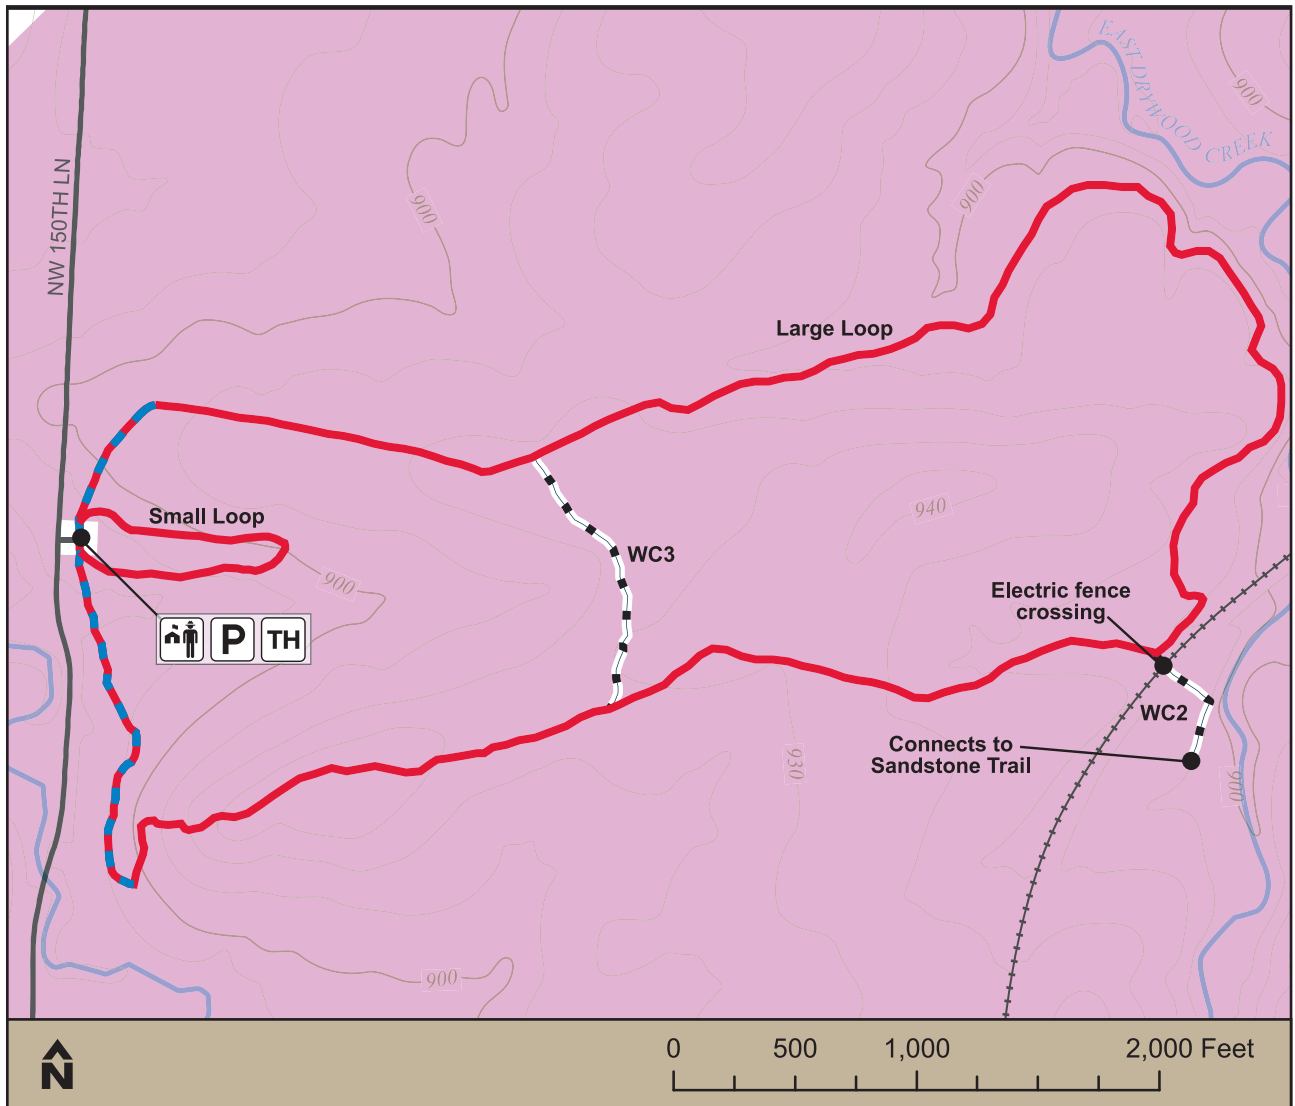 EAST DRYWOOD CREEK
900
900
900
NW 150TH LN
Large Loop
Small Loop
940
WC3
900
Electric fence
crossing
P
TH
WC2
Connects to
Sandstone Trail
930
900
900
N
0 500 1,000 2,000 Feet